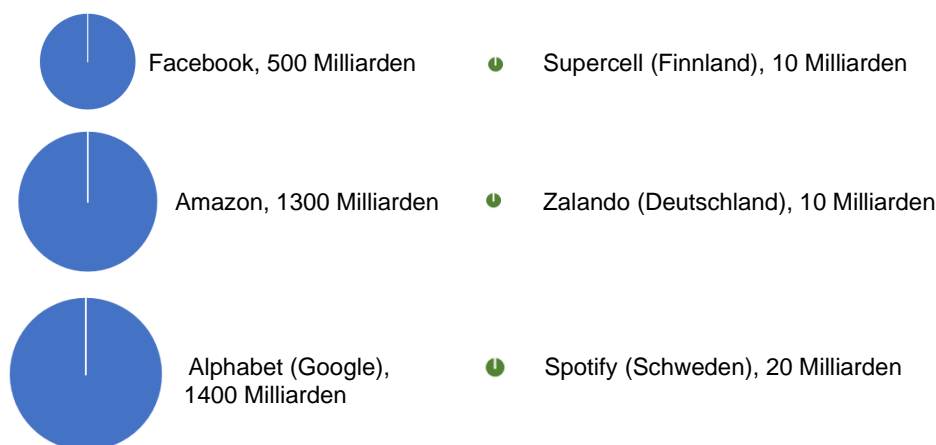 Facebook, 500 Milliarden
Supercell (Finnland), 10 Milliarden
Amazon, 1300 Milliarden
Zalando (Deutschland), 10 Milliarden
Alphabet (Google),
1400 Milliarden
Spotify (Schweden), 20 Milliarden